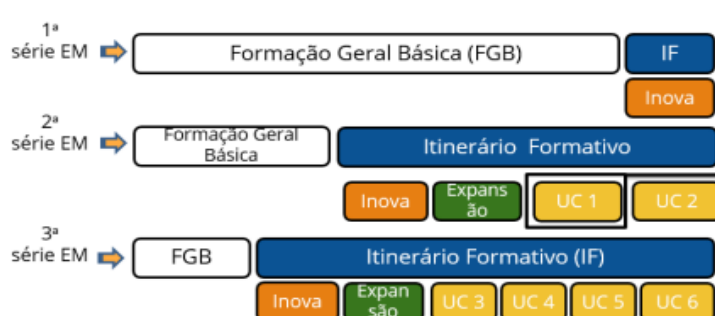 1ª
série EM
Formação Geral Básica (FGB)
IF
Inova
2ª
série EM
Formação Geral
Básica
Itinerário Formativo
Inova
Expans
ão
UC 1
UC 2
3ª
série EM
FGB
Itinerário Formativo (IF)
Inova
Expan
são
UC 3
UC 4
UC 5
UC 6